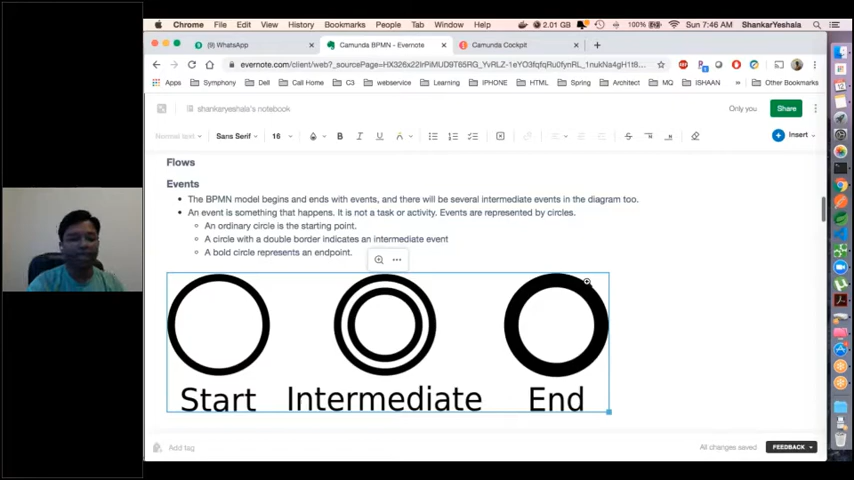 Chrome File Edit View History Bookmarks People Tab Window Help 2.01 GB 100% Sun 7:46 AM ShankarYeshala
(9) WhatsApp Camunda BPMN - Evernote Camunda Cockpit
Apps Symphony Dell Call Home C3 webservice Learning IPHONE HTML Spring Architect MQ ISHAAN Other Bookmarks
shankaryeshala's notebook Only you Share
Normal text Sans Serif 16 B I U A Insert
Flows
Events
The BPMN model begins and ends with events, and there will be several intermediate events in the diagram too.
An event is something that happens. It is not a task or activity. Events are represented by circles.
An ordinary circle is the starting point.
A circle with a double border indicates an intermediate event
A bold circle represents an endpoint.
Start Intermediate End
Add tag All changes saved FEEDBACK